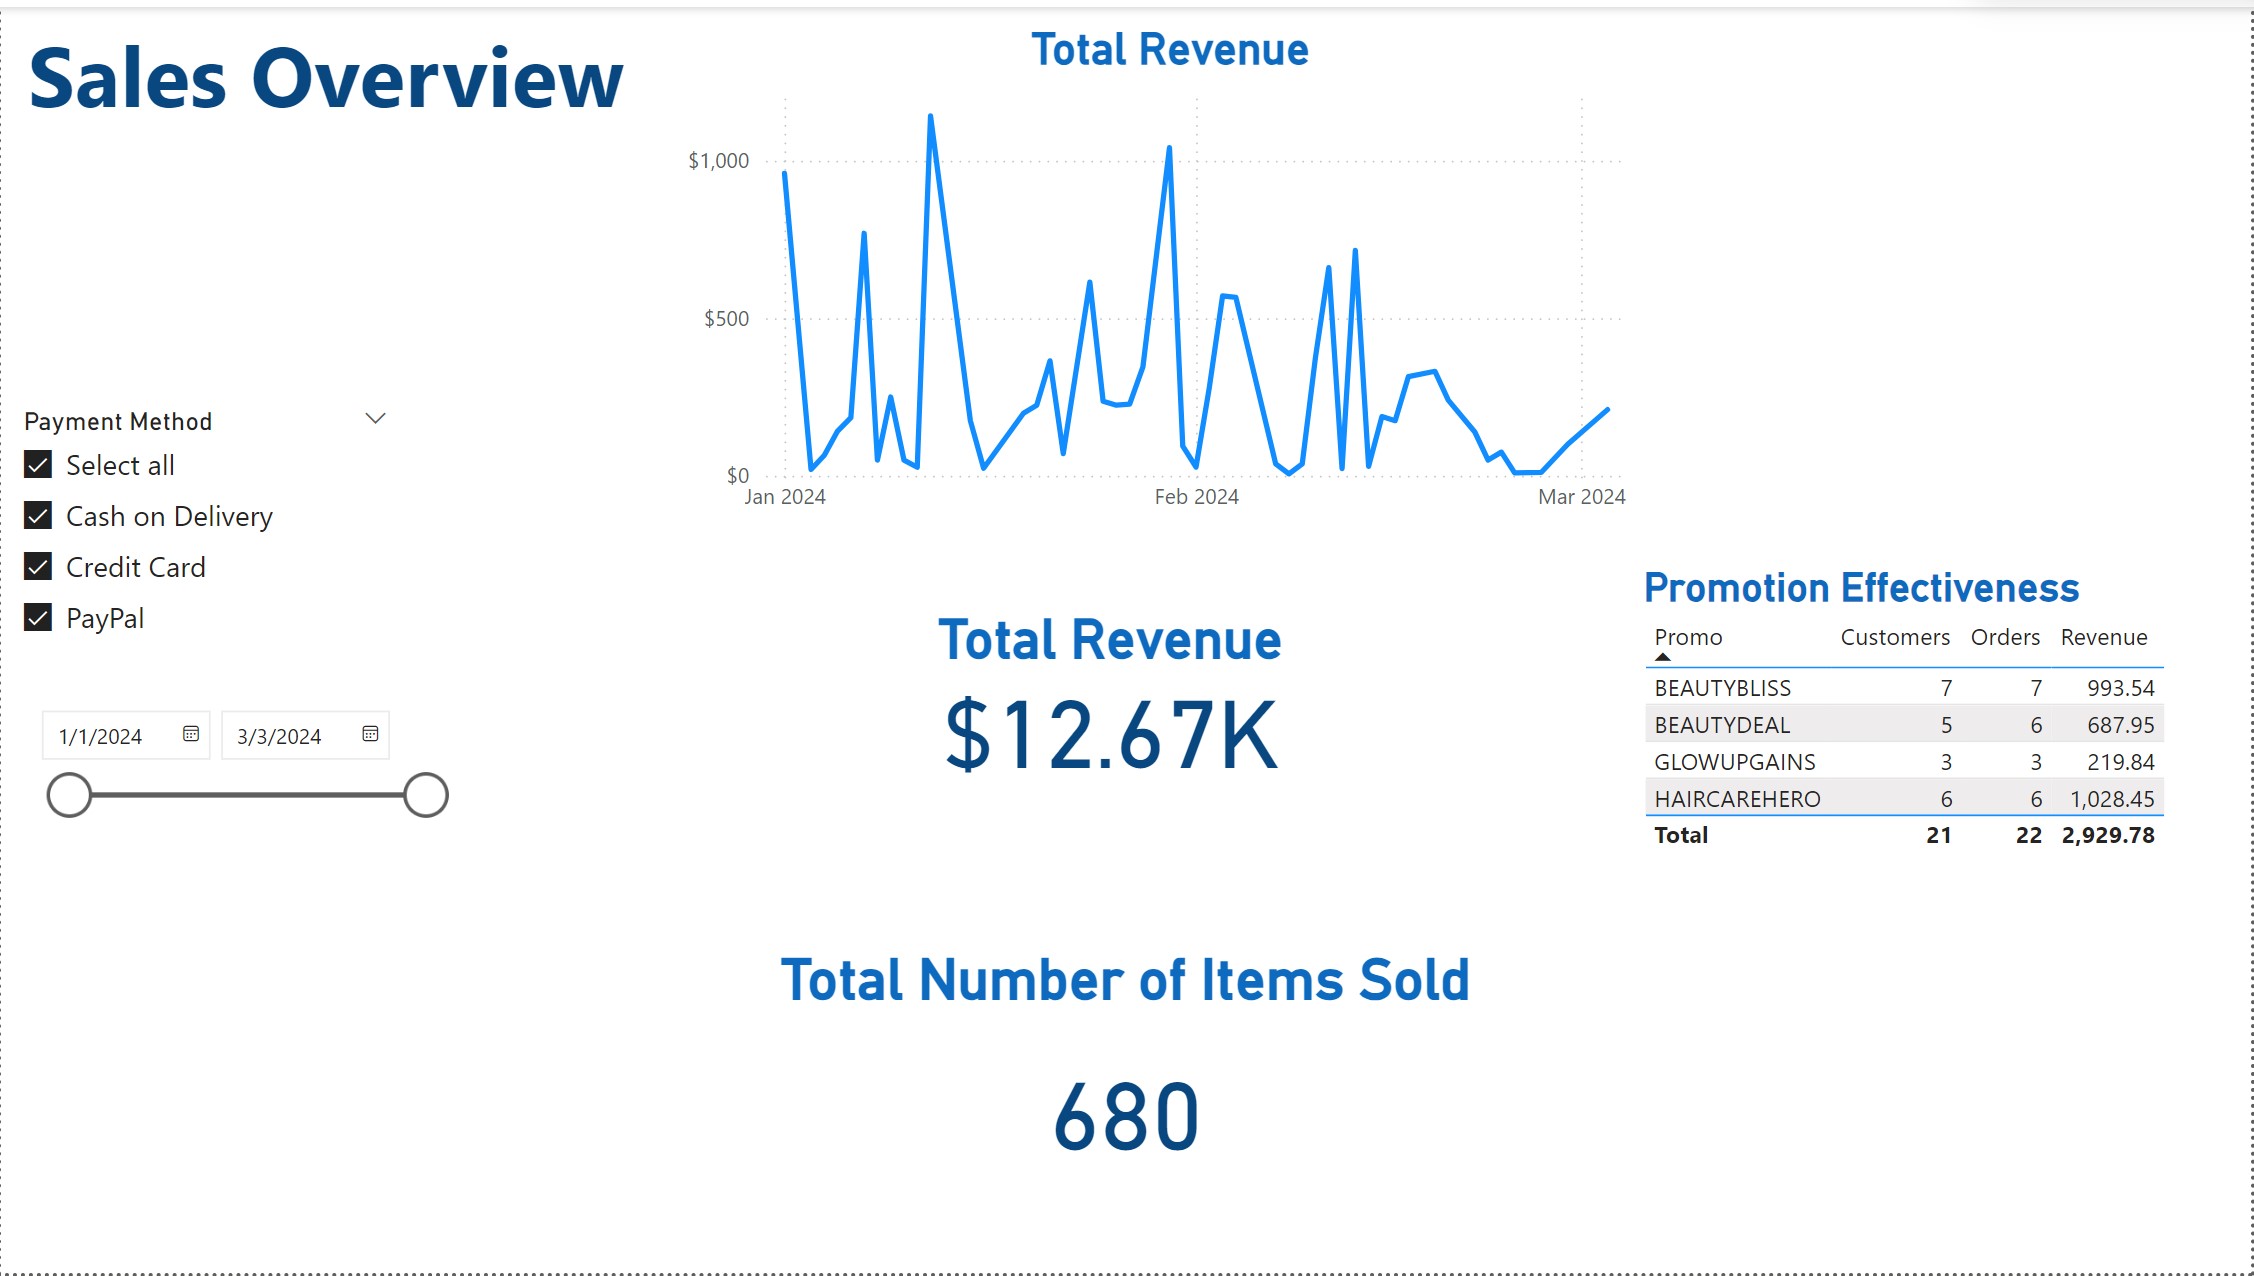 Sales Overview
Total Revenue
$1,000
$500
$0
Jan 2024 Feb 2024 Mar 2024
Payment Method
Select all
Cash on Delivery
Credit Card
PayPal
1/1/2024 3/3/2024
Total Revenue
$12.67K
Total Number of Items Sold
680
Promotion Effectiveness
Promo Customers Orders Revenue
BEAUTYBLISS 7 7 993.54
BEAUTYDEAL 5 6 687.95
GLOWUPGAINS 3 3 219.84
HAIRCAREHERO 6 6 1,028.45
Total 21 22 2,929.78